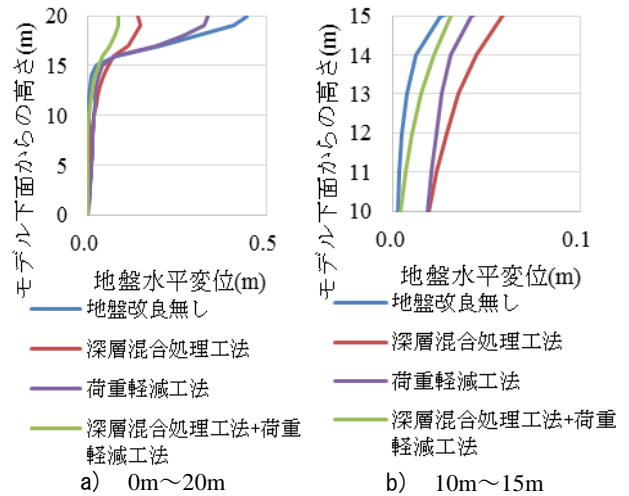 モデル下面からの高さ(m)
20
15
10
5
0
0.0
0.5
地盤水平変位(m)
地盤改良無し
深層混合処理工法
荷重軽減工法
深層混合処理工法+荷重
軽減工法
a) 0m～20m
モデル下面からの高さ(m)
15
14
13
12
11
10
0.0
0.1
地盤水平変位(m)
地盤改良無し
深層混合処理工法
荷重軽減工法
深層混合処理工法+荷重
軽減工法
b) 10m～15m